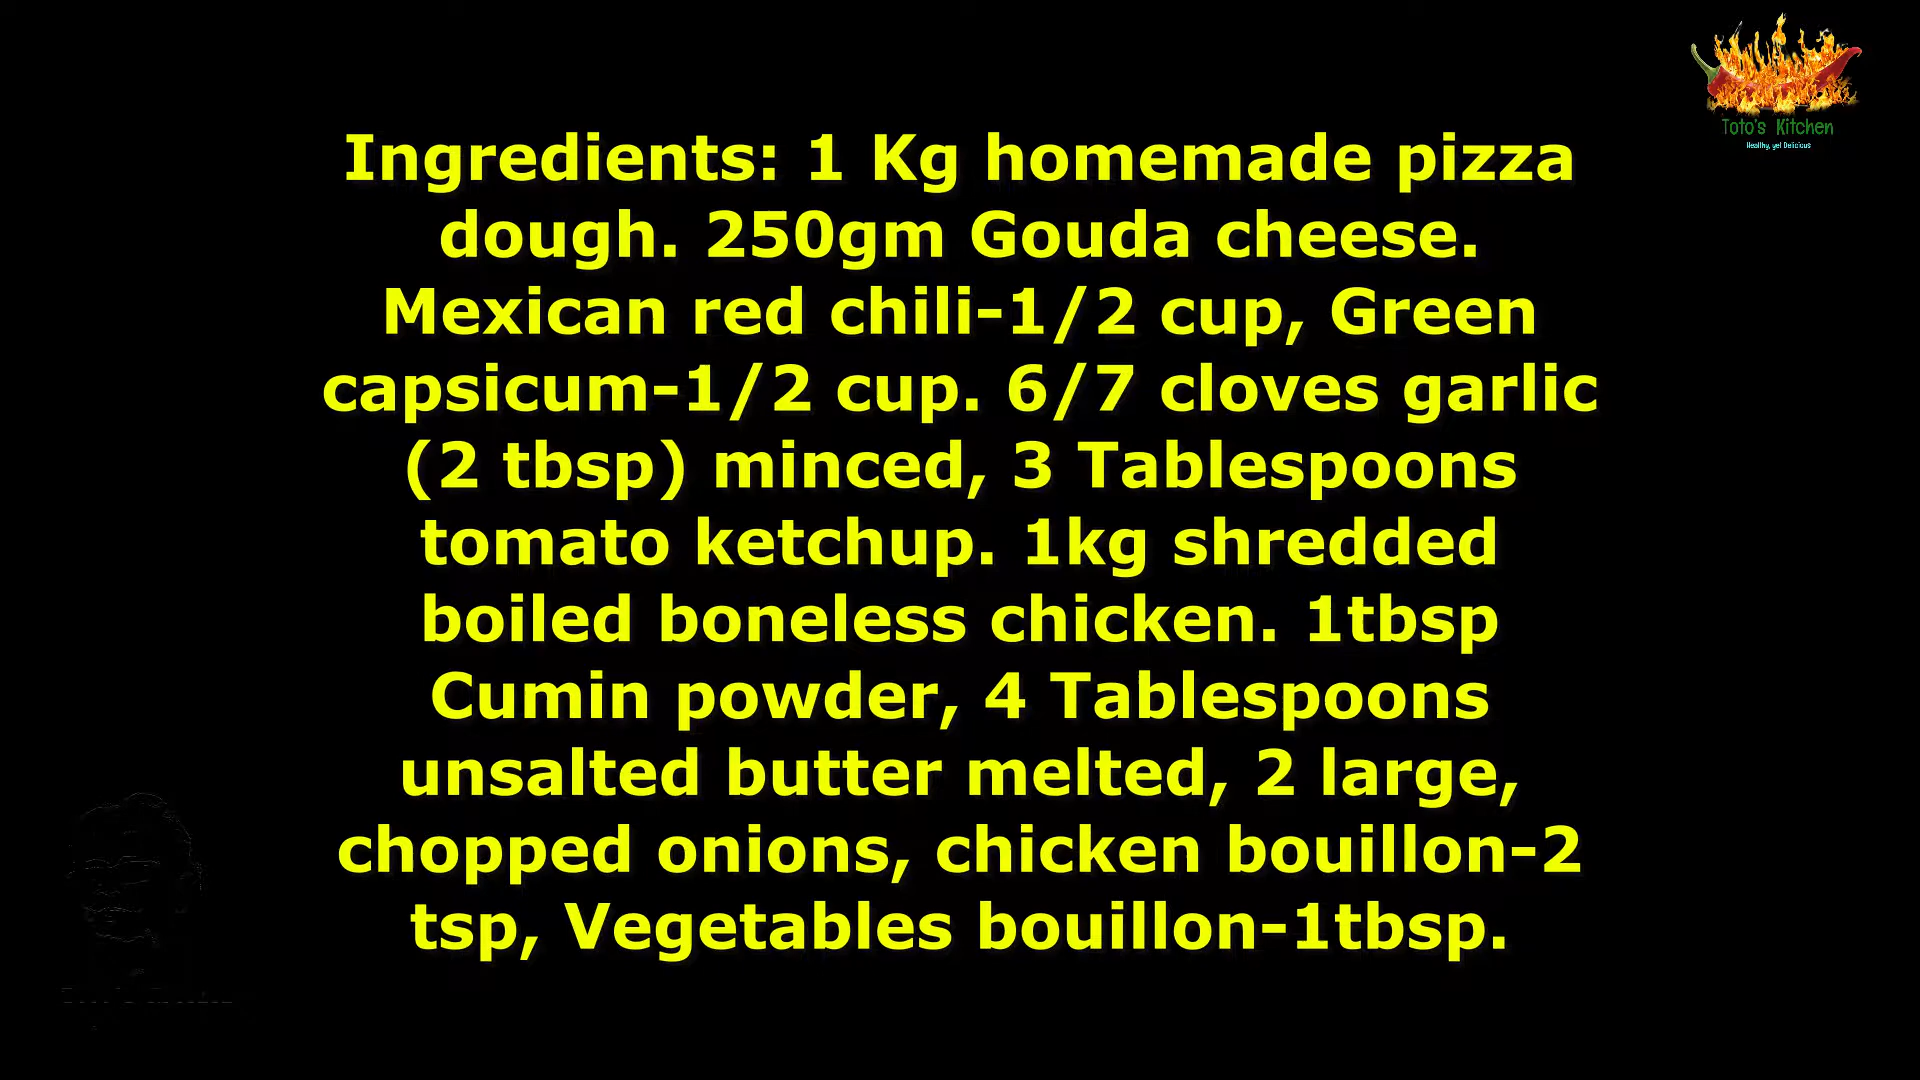 Toto's Kitchen
Healthy, yet Delicious
Ingredients: 1 Kg homemade pizza
dough. 250gm Gouda cheese.
Mexican red chili-1/2 cup, Green
capsicum-1/2 cup. 6/7 cloves garlic
(2 tbsp) minced, 3 Tablespoons
tomato ketchup. 1kg shredded
boiled boneless chicken. 1tbsp
Cumin powder, 4 Tablespoons
unsalted butter melted, 2 large,
chopped onions, chicken bouillon-2
tsp, Vegetables bouillon-1tbsp.